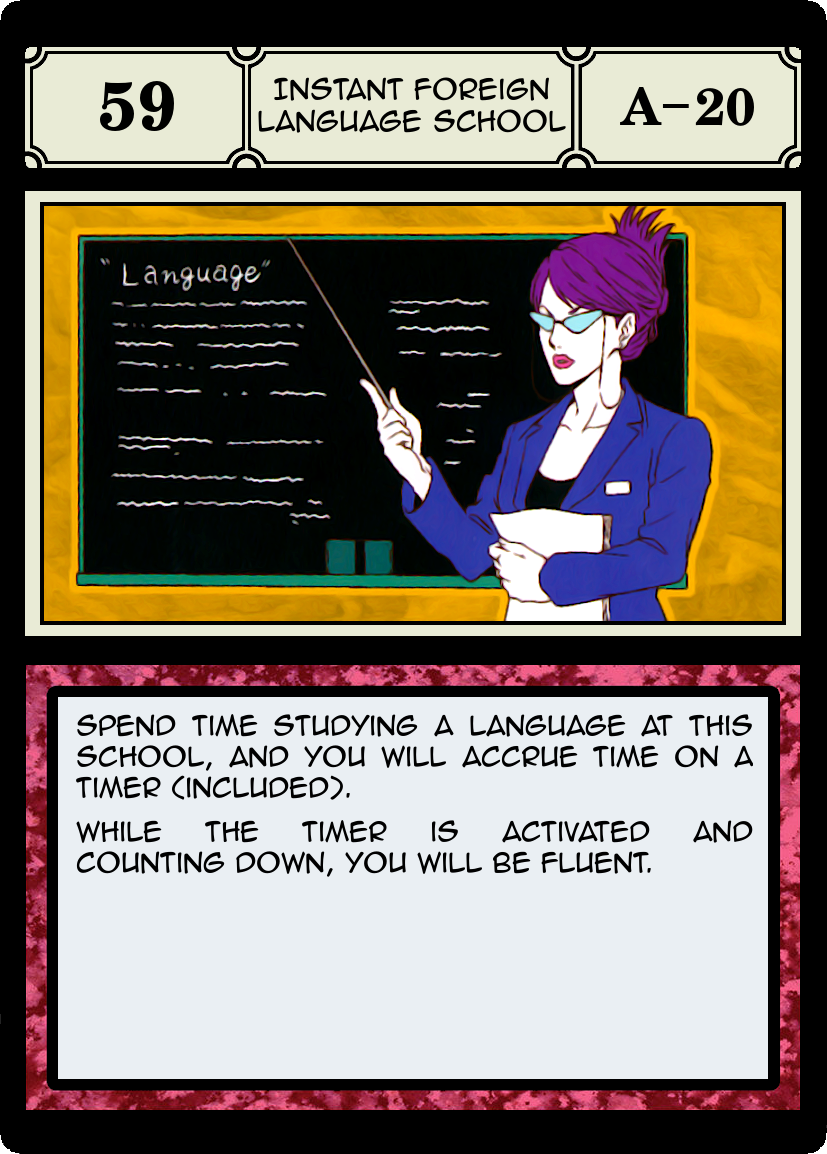 59
INSTANT FOREIGN
LANGUAGE SCHOOL
A-20
"Language"
SPEND TIME STUDYING A LANGUAGE AT THIS
SCHOOL, AND YOU WILL ACCRUE TIME ON A
TIMER (INCLUDED).
WHILE THE TIMER IS ACTIVATED AND
COUNTING DOWN, YOU WILL BE FLUENT.